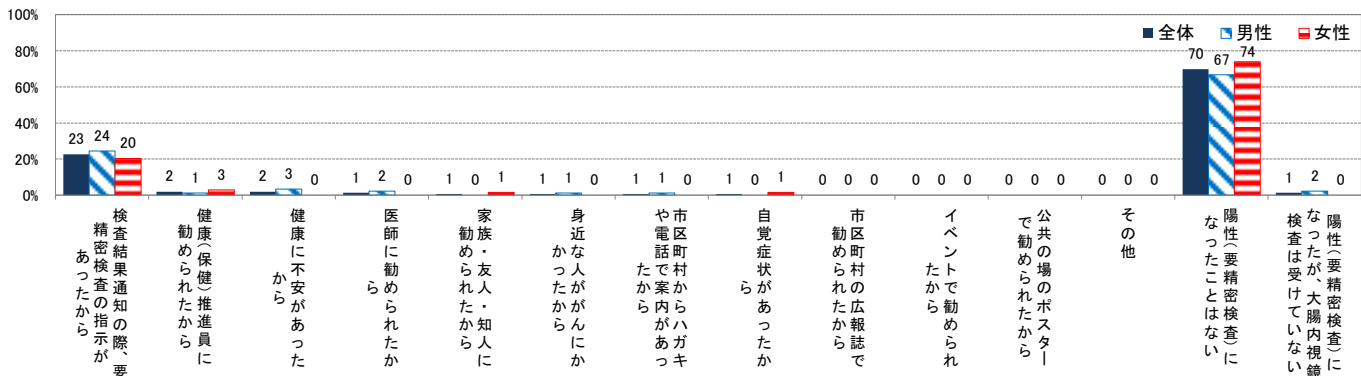 100%
80%
60%
40%
20%
0%
全体 男性 女性
23 24 20
2 1 3
2 3 0
1 2 0
1 0 1
1 1 0
1 1 0
1 0 1
0 0 0
0 0 0
0 0 0
0 0 0
70 67 74
1 2 0
検査結果通知の際、要
精密検査の指示が
あったから
健康(保健)推進員に
勧められたから
健康に不安があった
から
医師に勧められたか
ら
家族・友人・知人に
勧められたから
身近な人ががんにか
かったから
市区町村からハガキ
や電話で案内があっ
たから
自覚症状があったか
ら
市区町村の広報誌で
勧められたから
イベントで勧められ
たから
公共の場のポスター
で勧められたから
その他
陽性(要精密検査)に
なったことはない
陽性(要精密検査)に
なったが、大腸内視鏡
検査は受けていない